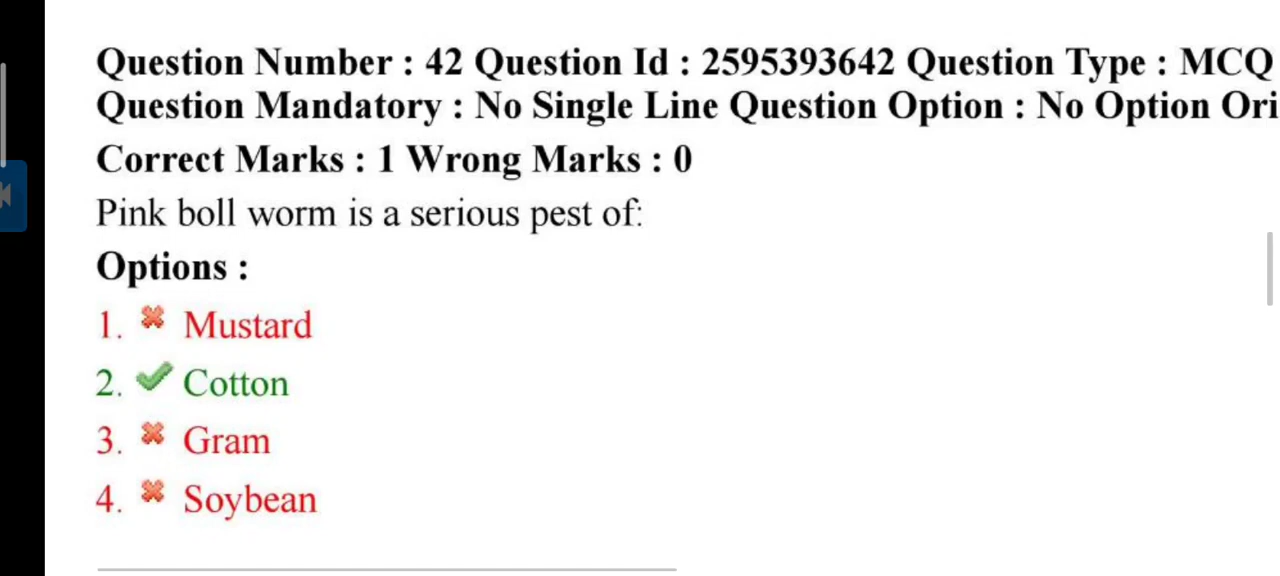 Question Number : 42 Question Id : 2595393642 Question Type : MCQ
Question Mandatory : No Single Line Question Option : No Option Ori
Correct Marks : 1 Wrong Marks : 0
Pink boll worm is a serious pest of:
Options :
1. Mustard
2. Cotton
3. Gram
4. Soybean